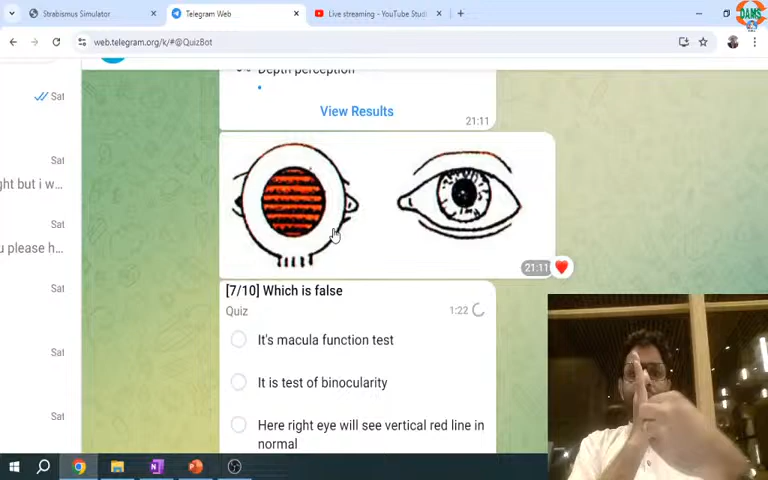 Strabismus Simulator
Telegram Web
Live streaming - YouTube Studi
DAMS
web.telegram.org/k/#@QuizBot
Sat
Depth perception
View Results
21:11
Sat
ght but i w...
Sat
u please h...
21:11
Sat
[7/10] Which is false
Quiz
1:22
It's macula function test
Sat
It is test of binocularity
Sat
Here right eye will see vertical red line in
normal